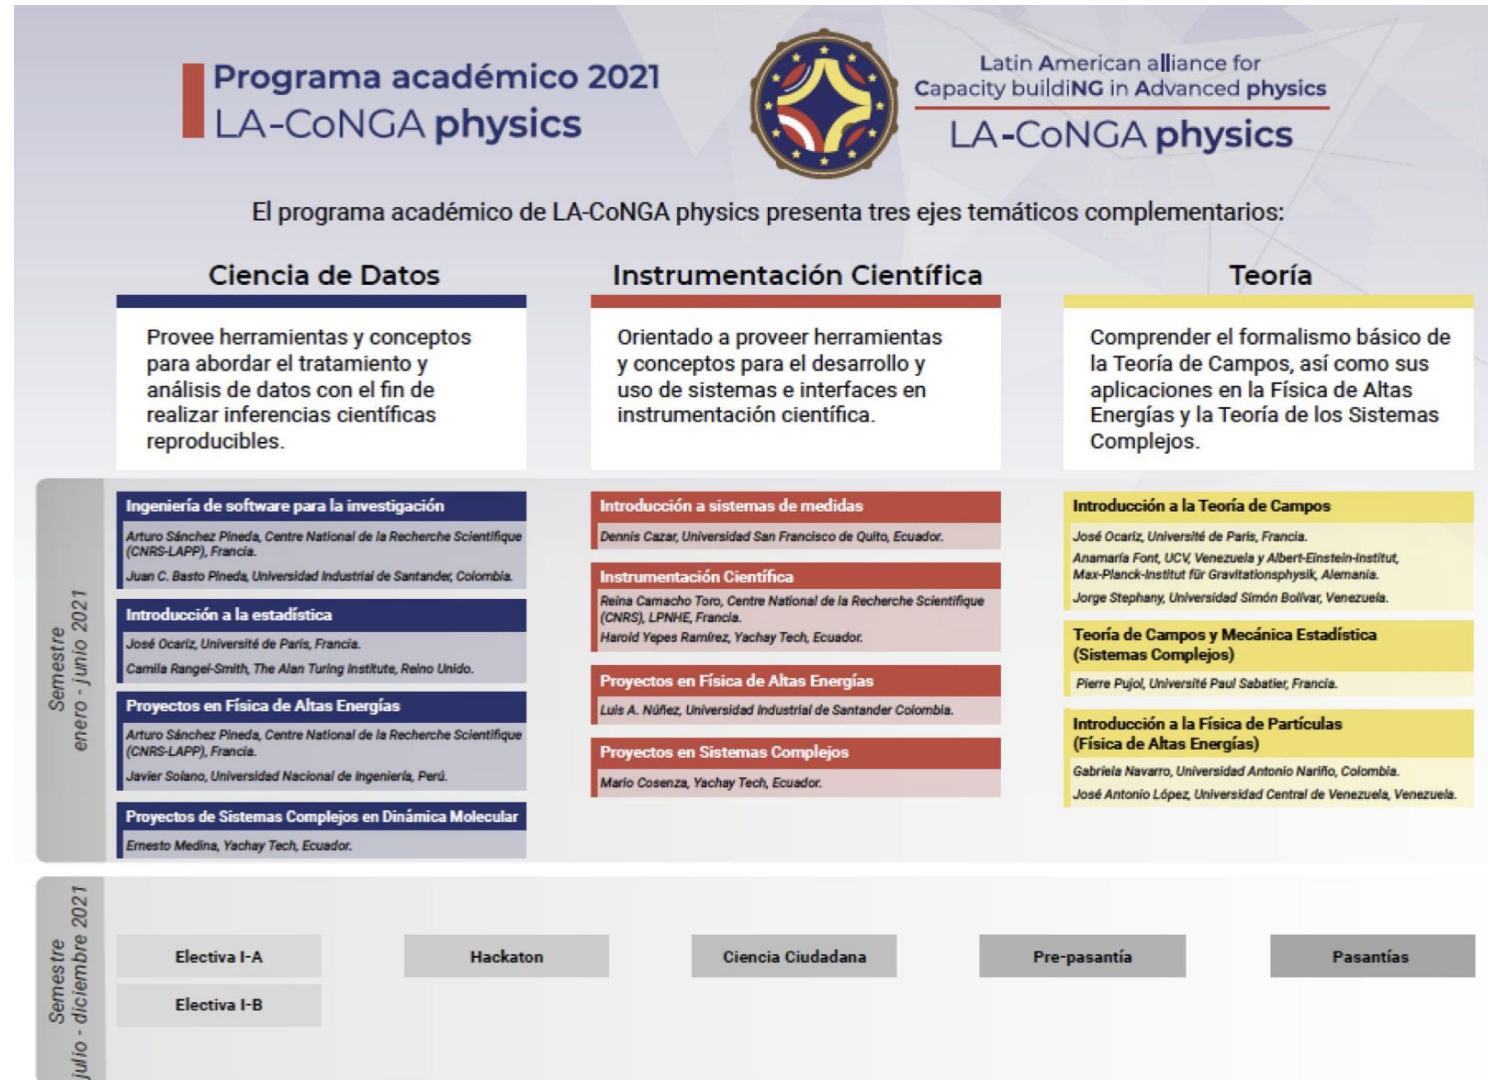 Programa académico 2021
LA-CoNGA physics
Latin American alliance for
Capacity buildiNG in Advanced physics
LA-CoNGA physics
El programa académico de LA-CoNGA physics presenta tres ejes temáticos complementarios:
Ciencia de Datos
Provee herramientas y conceptos
para abordar el tratamiento y
análisis de datos con el fin de
realizar inferencias científicas
reproducibles.
Instrumentación Científica
Orientado a proveer herramientas
y conceptos para el desarrollo y
uso de sistemas e interfaces en
instrumentación científica.
Teoría
Comprender el formalismo básico de
la Teoría de Campos, así como sus
aplicaciones en la Física de Altas
Energías y la Teoría de los Sistemas
Complejos.
Semestre
enero - junio 2021
Ingeniería de software para la investigación
Arturo Sánchez Pineda, Centre National de la Recherche Scientifique
(CNRS-LAPP), Francia.
Juan C. Basto Pineda, Universidad Industrial de Santander, Colombia.
Introducción a la estadística
José Ocariz, Université de Paris, Francia.
Camila Rangel-Smith, The Alan Turing Institute, Reino Unido.
Proyectos en Física de Altas Energías
Arturo Sánchez Pineda, Centre National de la Recherche Scientifique
(CNRS-LAPP), Francia.
Javier Solano, Universidad Nacional de Ingeniería, Perú.
Proyectos de Sistemas Complejos en Dinámica Molecular
Ernesto Medina, Yachay Tech, Ecuador.
Introducción a sistemas de medidas
Dennis Cazar, Universidad San Francisco de Quito, Ecuador.
Instrumentación Científica
Reina Camacho Toro, Centre National de la Recherche Scientifique
(CNRS), LPNHE, Francia.
Harold Yepes Ramírez, Yachay Tech, Ecuador.
Proyectos en Física de Altas Energías
Luis A. Núñez, Universidad Industrial de Santander Colombia.
Proyectos en Sistemas Complejos
Mario Cosenza, Yachay Tech, Ecuador.
Introducción a la Teoría de Campos
José Ocariz, Université de Paris, Francia.
Anamaría Font, UCV, Venezuela y Albert-Einstein-Institut,
Max-Planck-Institut für Gravitationsphysik, Alemania.
Jorge Stephany, Universidad Simón Bolívar, Venezuela.
Teoría de Campos y Mecánica Estadística
(Sistemas Complejos)
Pierre Pujol, Université Paul Sabatier, Francia.
Introducción a la Física de Partículas
(Física de Altas Energías)
Gabriela Navarro, Universidad Antonio Nariño, Colombia.
José Antonio López, Universidad Central de Venezuela, Venezuela.
Semestre
julio - diciembre 2021
Electiva I-A
Electiva I-B
Hackaton
Ciencia Ciudadana
Pre-pasantía
Pasantías